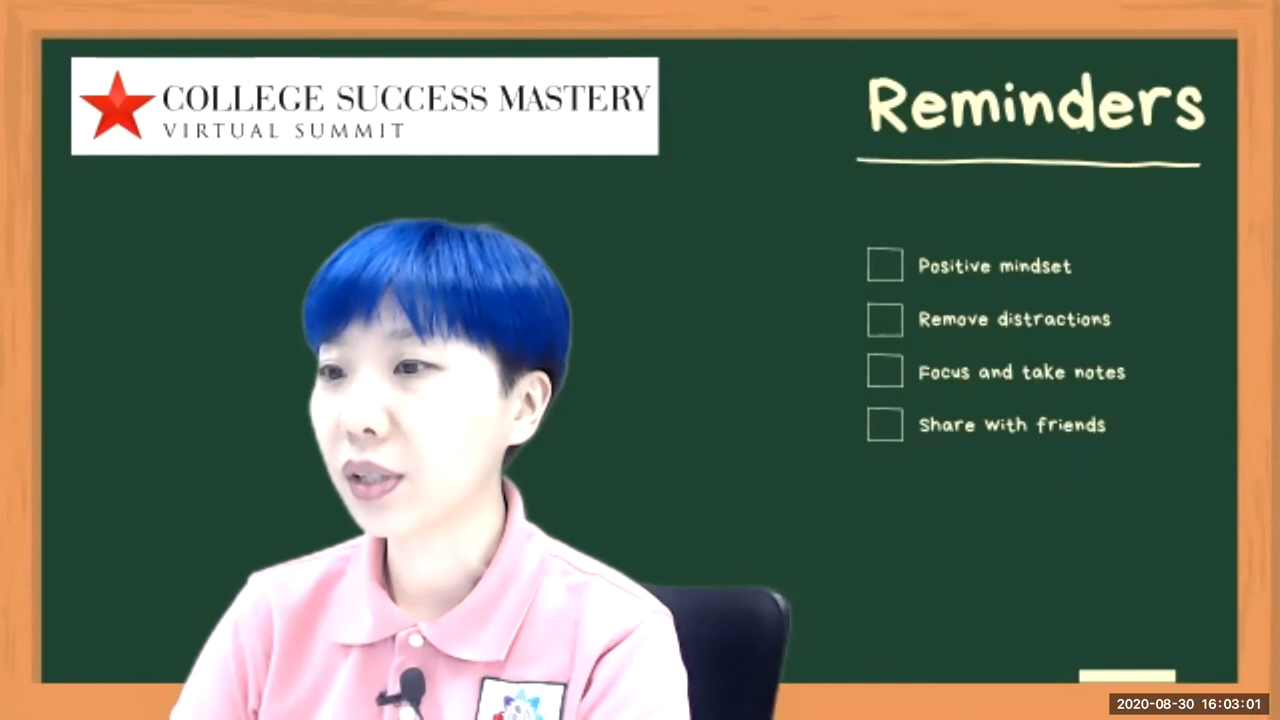 COLLEGE SUCCESS MASTERY
VIRTUAL SUMMIT
Reminders
Positive mindset
Remove distractions
Focus and take notes
Share with friends
2020-08-30 16:03:01